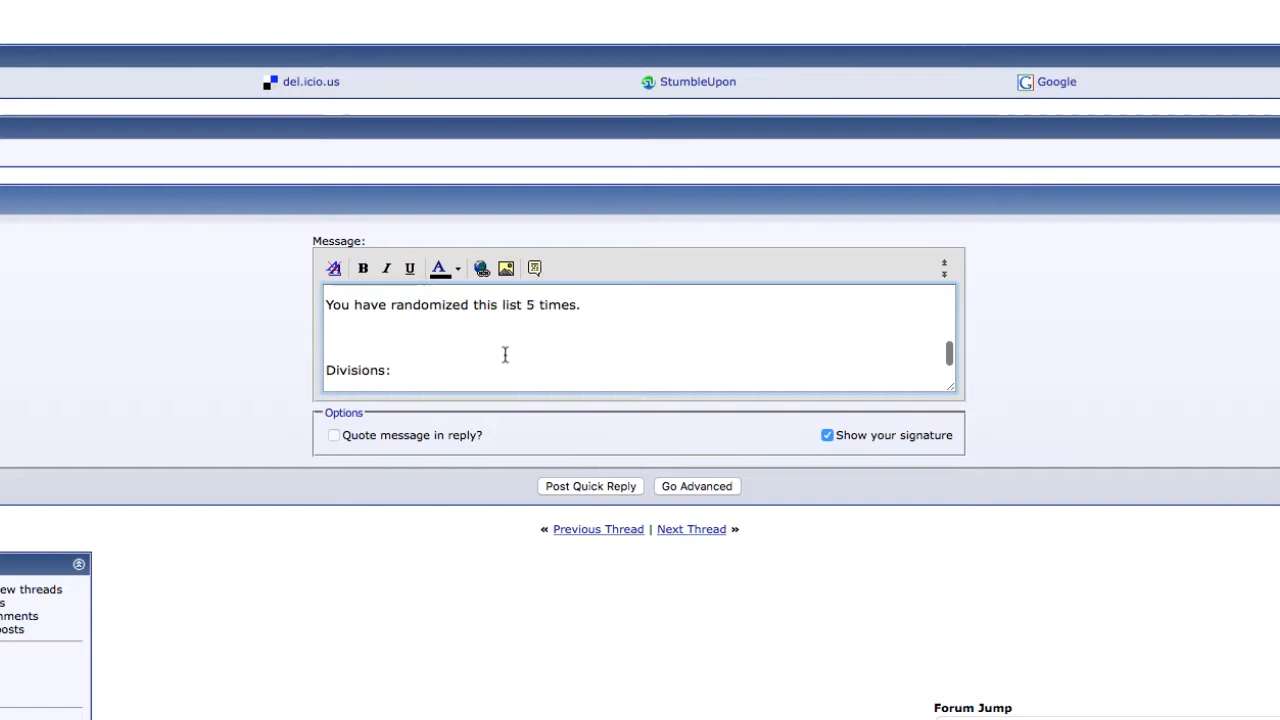 del.icio.us
StumbleUpon
Google
Message:
B I U A
You have randomized this list 5 times.
Divisions:
Options
Quote message in reply?
Show your signature
Post Quick Reply
Go Advanced
« Previous Thread | Next Thread »
ew threads
s
nments
osts
Forum Jump